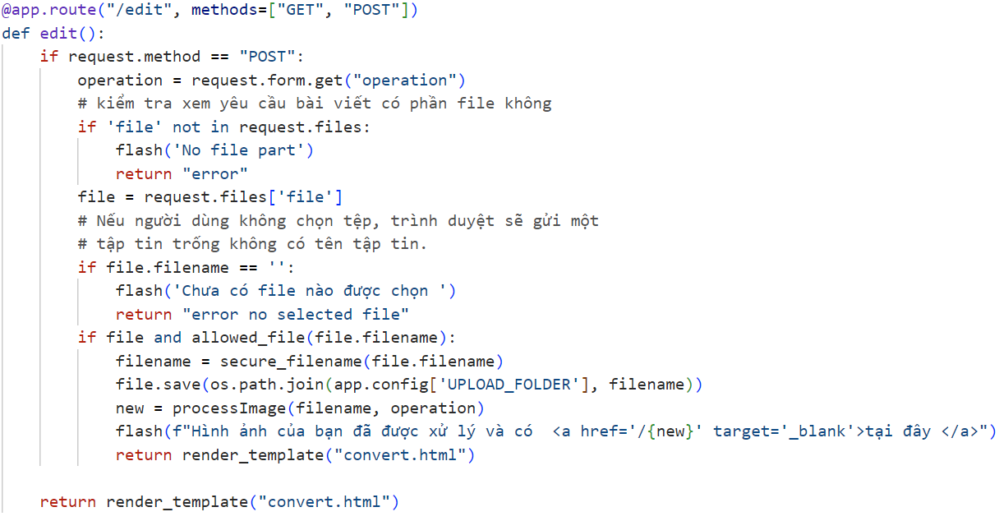 @app.route("/edit", methods=["GET", "POST"])
def edit():
    if request.method == "POST":
        operation = request.form.get("operation")
        # kiểm tra xem yêu cầu bài viết có phần file không
        if 'file' not in request.files:
            flash('No file part')
            return "error"
        file = request.files['file']
        # Nếu người dùng không chọn tệp, trình duyệt sẽ gửi một
        # tập tin trống không có tên tập tin.
        if file.filename == '':
            flash('Chưa có file nào được chọn ')
            return "error no selected file"
        if file and allowed_file(file.filename):
            filename = secure_filename(file.filename)
            file.save(os.path.join(app.config['UPLOAD_FOLDER'], filename))
            new = processImage(filename, operation)
            flash(f"Hình ảnh của bạn đã được xử lý và có  <a href='/{new}' target='_blank'>tại đây </a>")
            return render_template("convert.html")

    return render_template("convert.html")